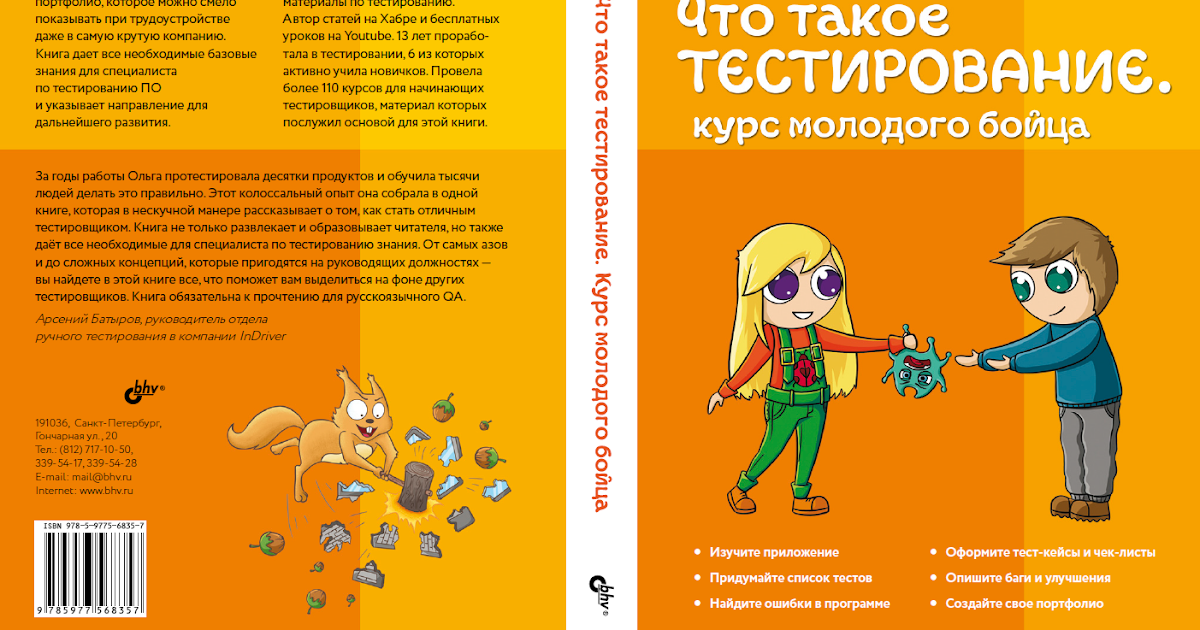 портфолио, которое можно смело
показывать при трудоустройстве
даже в самую крутую компанию.
Книга дает все необходимые базовые
знания для специалиста
по тестированию ПО
и указывает направление для
дальнейшего развития.
материалы по тестированию.
Автор статей на Хабре и бесплатных
уроков на Youtube. 13 лет прорабо-
тала в тестировании, 6 из которых
активно учила новичков. Провела
более 110 курсов для начинающих
тестировщиков, материал которых
послужил основой для этой книги.
За годы работы Ольга протестировала десятки продуктов и обучила тысячи
людей делать это правильно. Этот колоссальный опыт она собрала в одной
книге, которая в нескучной манере рассказывает о том, как стать отличным
тестировщиком. Книга не только развлекает и образовывает читателя, но также
даёт все необходимые для специалиста по тестированию знания. От самых азов
и до сложных концепций, которые пригодятся на руководящих должностях —
вы найдете в этой книге все, что поможет вам выделиться на фоне других
тестировщиков. Книга обязательна к прочтению для русскоязычного QA.
Арсений Батыров, руководитель отдела
ручного тестирования в компании InDriver
bhv®
191036, Санкт-Петербург,
Гончарная ул., 20
Тел.: (812) 717-10-50,
339-54-17, 339-54-28
E-mail: mail@bhv.ru
Internet: www.bhv.ru
ISBN 978-5-9775-6835-7
9 785977 568357
Что такое тестирование. Курс молодого бойца
bhv®
Что такое
ТЕСТИРОВАНИЕ.
курс молодого бойца
• Изучите приложение
• Придумайте список тестов
• Найдите ошибки в программе
• Оформите тест-кейсы и чек-листы
• Опишите баги и улучшения
• Создайте свое портфолио